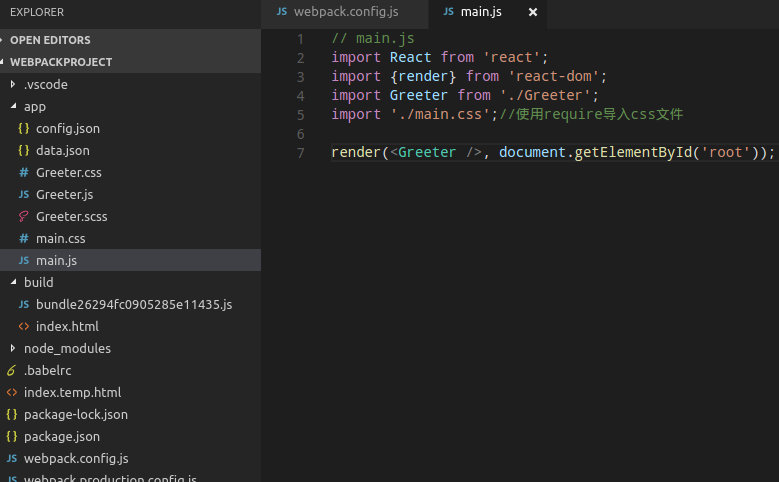 EXPLORER
OPEN EDITORS
WEBPACKPROJECT
.vscode
app
config.json
data.json
Greeter.css
Greeter.js
Greeter.scss
main.css
main.js
build
bundle26294fc0905285e11435.js
index.html
node_modules
.babelrc
index.temp.html
package-lock.json
package.json
webpack.config.js
webpack.production.config.js
JS webpack.config.js
JS main.js ×
1 // main.js
2 import React from 'react';
3 import {render} from 'react-dom';
4 import Greeter from './Greeter';
5 import './main.css';//使用require导入css文件
6
7 render(<Greeter />, document.getElementById('root'));